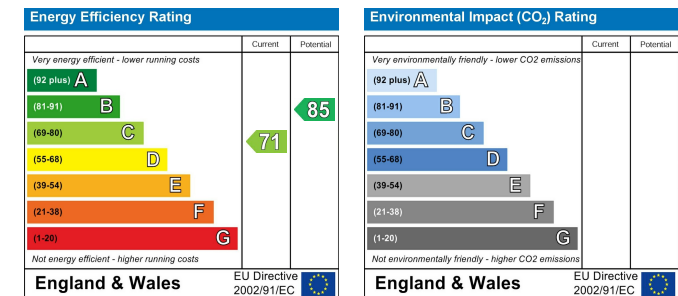 Energy Efficiency Rating
Current Potential
Very energy efficient - lower running costs
(92 plus) A
(81-91) B
(69-80) C
(55-68) D
(39-54) E
(21-38) F
(1-20) G
71
85
Not energy efficient - higher running costs
England & Wales
EU Directive
2002/91/EC
Environmental Impact (CO₂) Rating
Current Potential
Very environmentally friendly - lower CO2 emissions
(92 plus) A
(81-91) B
(69-80) C
(55-68) D
(39-54) E
(21-38) F
(1-20) G
Not environmentally friendly - higher CO2 emissions
England & Wales
EU Directive
2002/91/EC